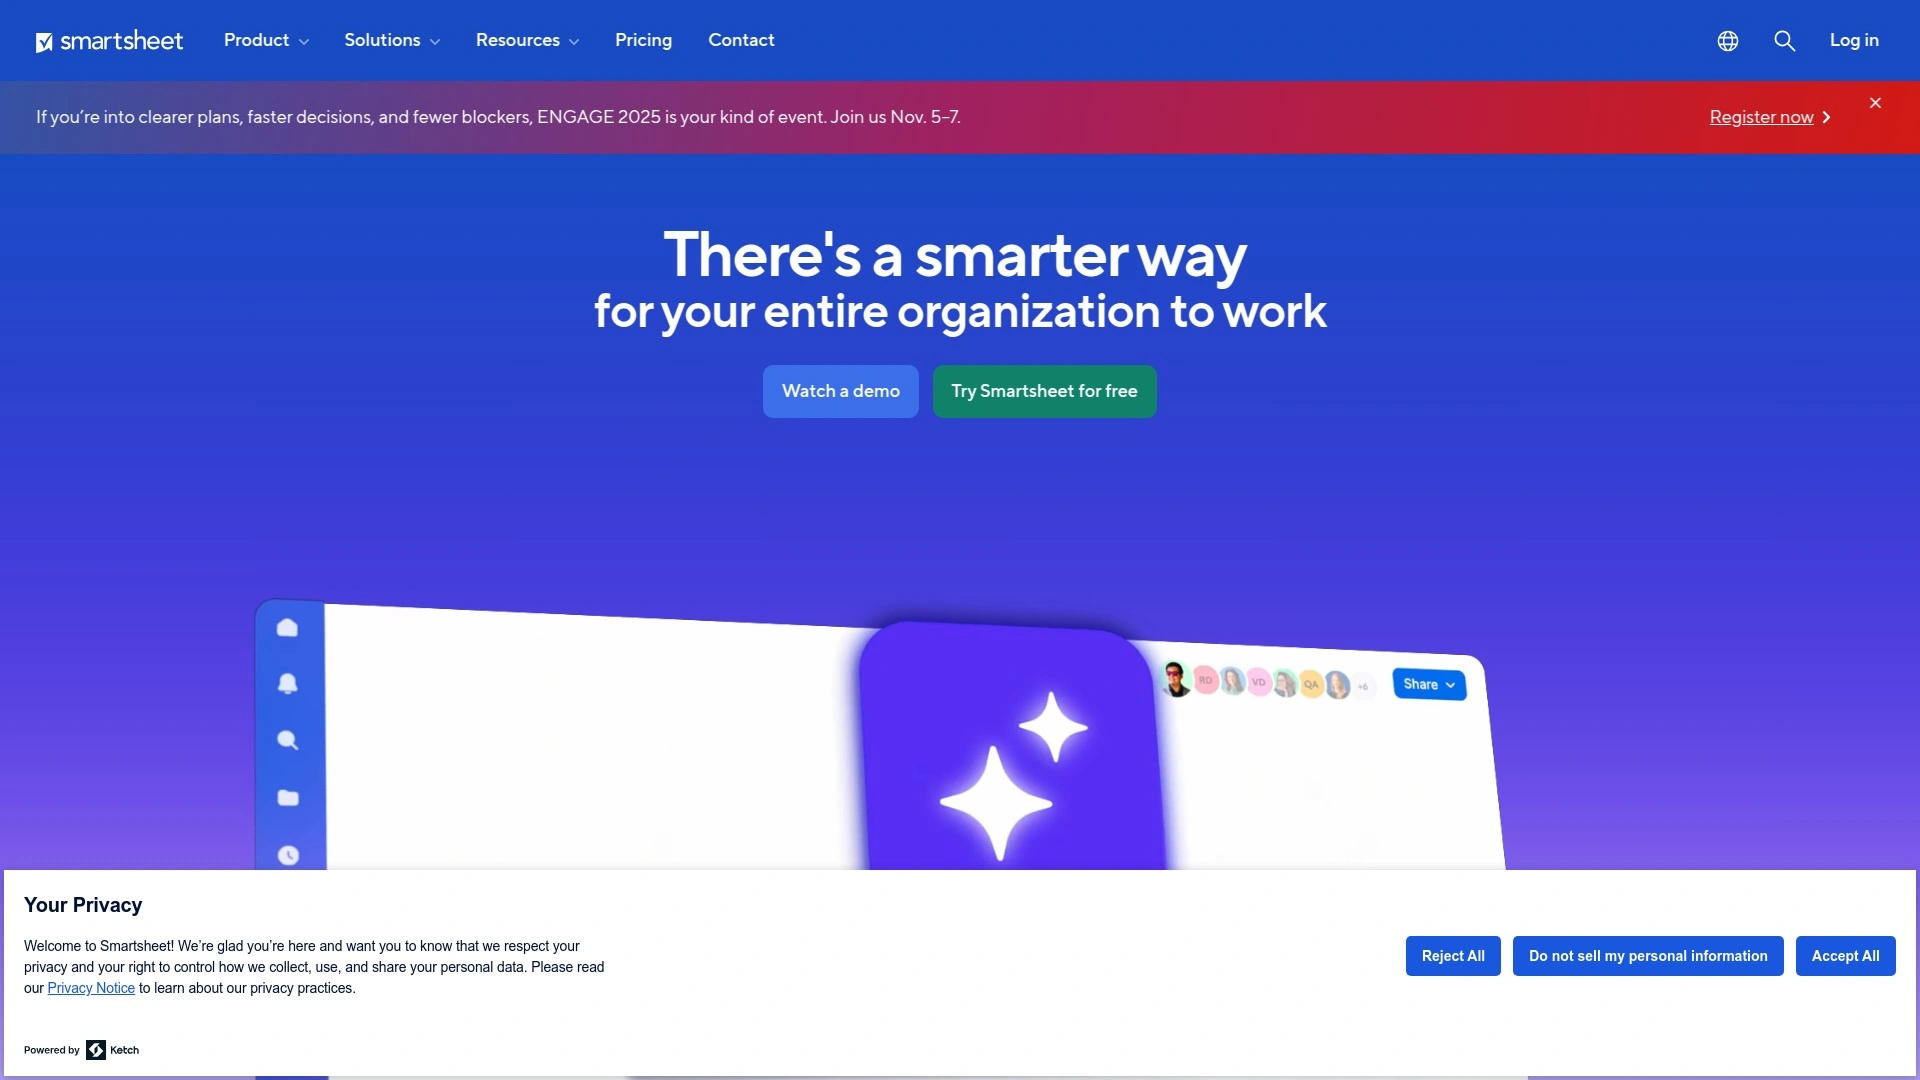 smartsheet
Product
Solutions
Resources
Pricing
Contact
Log in
If you’re into clearer plans, faster decisions, and fewer blockers, ENGAGE 2025 is your kind of event. Join us Nov. 5–7.
Register now
There's a smarter way
for your entire organization to work
Watch a demo
Try Smartsheet for free
RD
VD
QA
+6
Share
Your Privacy
Welcome to Smartsheet! We’re glad you’re here and want you to know that we respect your
privacy and your right to control how we collect, use, and share your personal data. Please read
our Privacy Notice to learn about our privacy practices.
Reject All
Do not sell my personal information
Accept All
Powered by Ketch